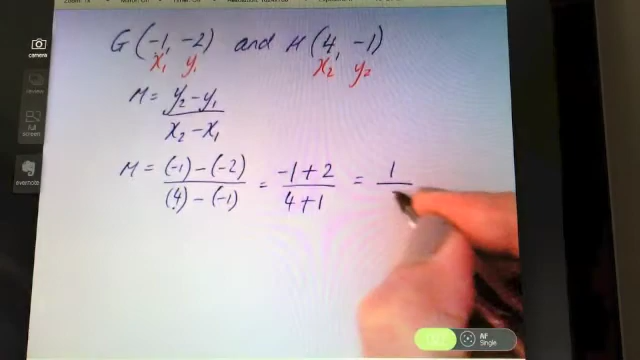 G(-1, -2) and H(4, -1)
x₁ y₁ x₂ y₂
M = y₂ - y₁ / x₂ - x₁
M = (-1) - (-2) / (4) - (-1) = -1 + 2 / 4 + 1 = 1 /
camera
Full screen
evernote
AF
Single